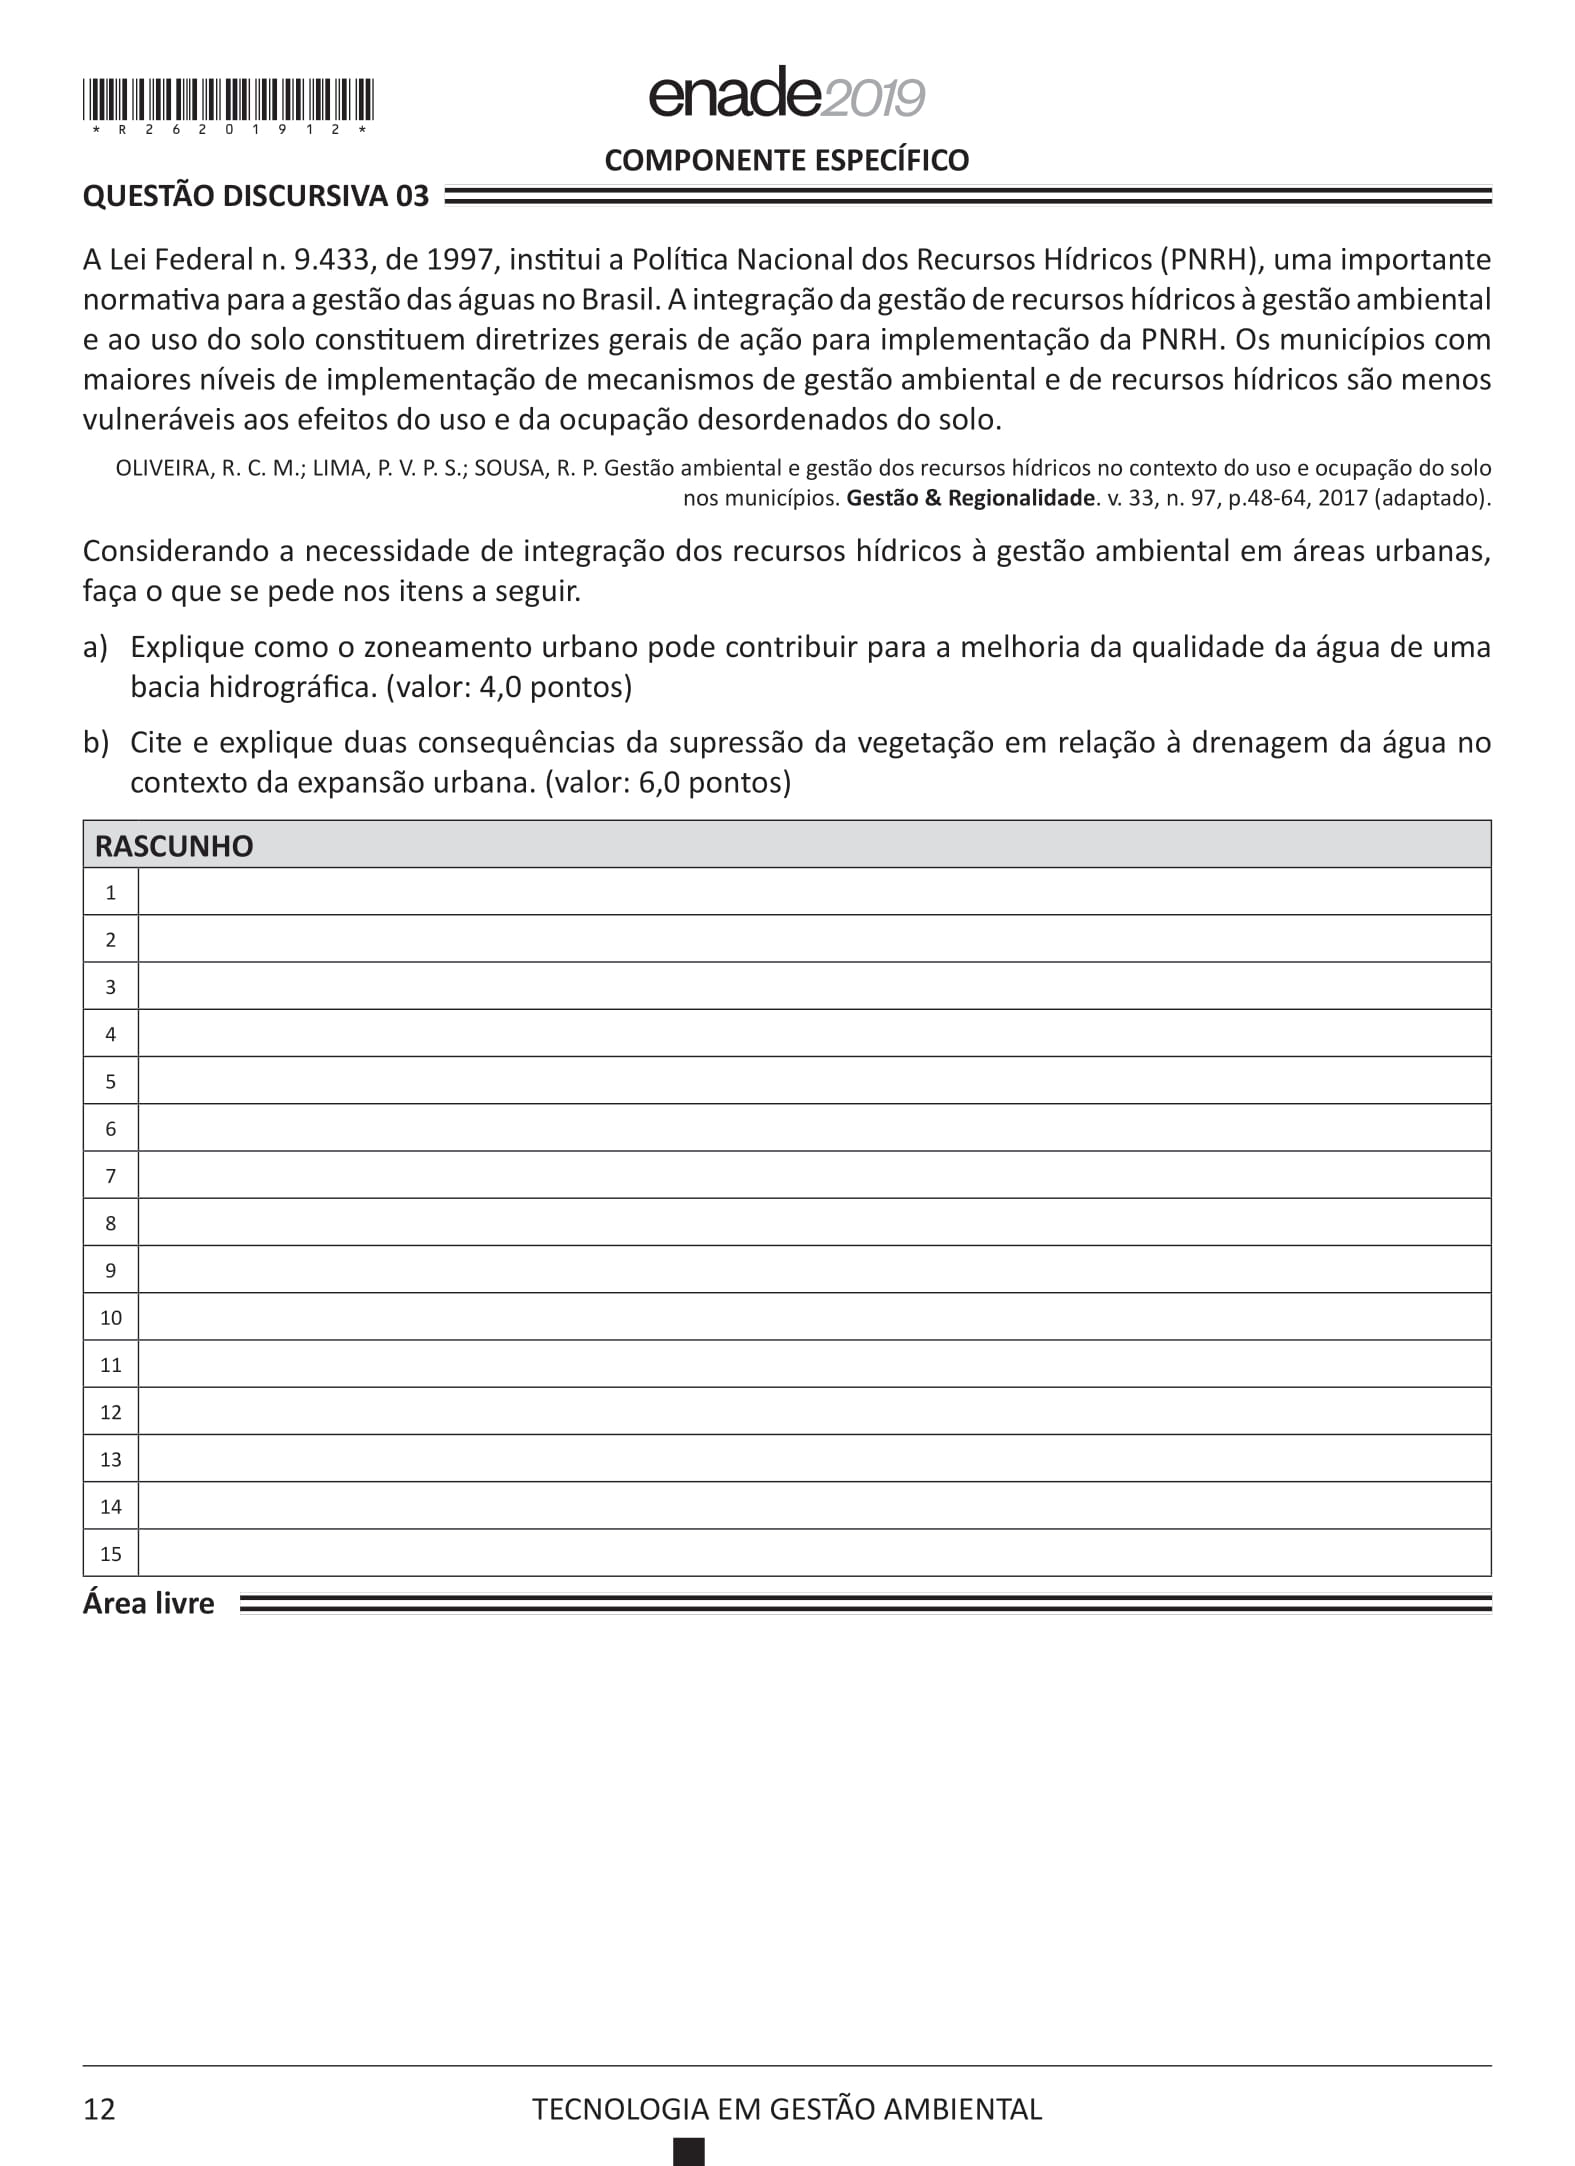 *R26201912*
enade2019
COMPONENTE ESPECÍFICO
QUESTÃO DISCURSIVA 03
A Lei Federal n. 9.433, de 1997, institui a Política Nacional dos Recursos Hídricos (PNRH), uma importante
normativa para a gestão das águas no Brasil. A integração da gestão de recursos hídricos à gestão ambiental
e ao uso do solo constituem diretrizes gerais de ação para implementação da PNRH. Os municípios com
maiores níveis de implementação de mecanismos de gestão ambiental e de recursos hídricos são menos
vulneráveis aos efeitos do uso e da ocupação desordenados do solo.
OLIVEIRA, R. C. M.; LIMA, P. V. P. S.; SOUSA, R. P. Gestão ambiental e gestão dos recursos hídricos no contexto do uso e ocupação do solo
nos municípios. Gestão & Regionalidade. v. 33, n. 97, p.48-64, 2017 (adaptado).
Considerando a necessidade de integração dos recursos hídricos à gestão ambiental em áreas urbanas,
faça o que se pede nos itens a seguir.
a) Explique como o zoneamento urbano pode contribuir para a melhoria da qualidade da água de uma
bacia hidrográfica. (valor: 4,0 pontos)
b) Cite e explique duas consequências da supressão da vegetação em relação à drenagem da água no
contexto da expansão urbana. (valor: 6,0 pontos)
RASCUNHO
1
2
3
4
5
6
7
8
9
10
11
12
13
14
15
Área livre
12 TECNOLOGIA EM GESTÃO AMBIENTAL